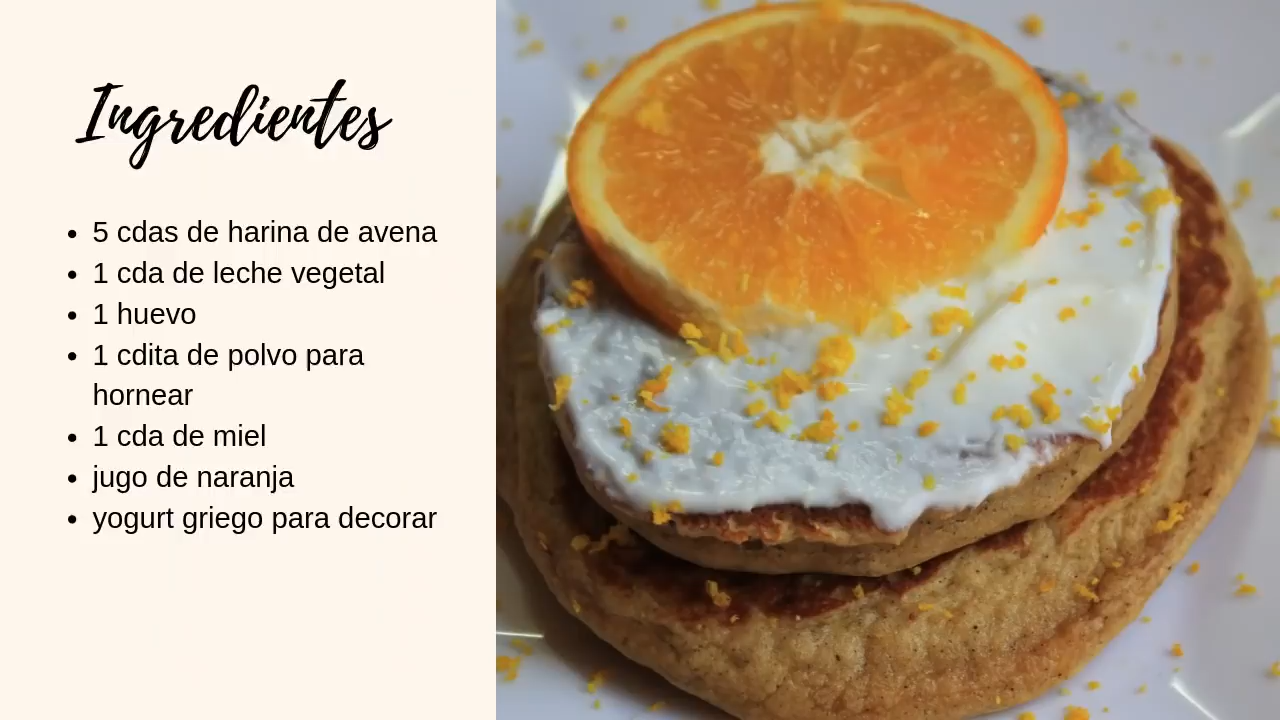 Ingredientes
• 5 cdas de harina de avena
• 1 cda de leche vegetal
• 1 huevo
• 1 cdita de polvo para
hornear
• 1 cda de miel
• jugo de naranja
• yogurt griego para decorar